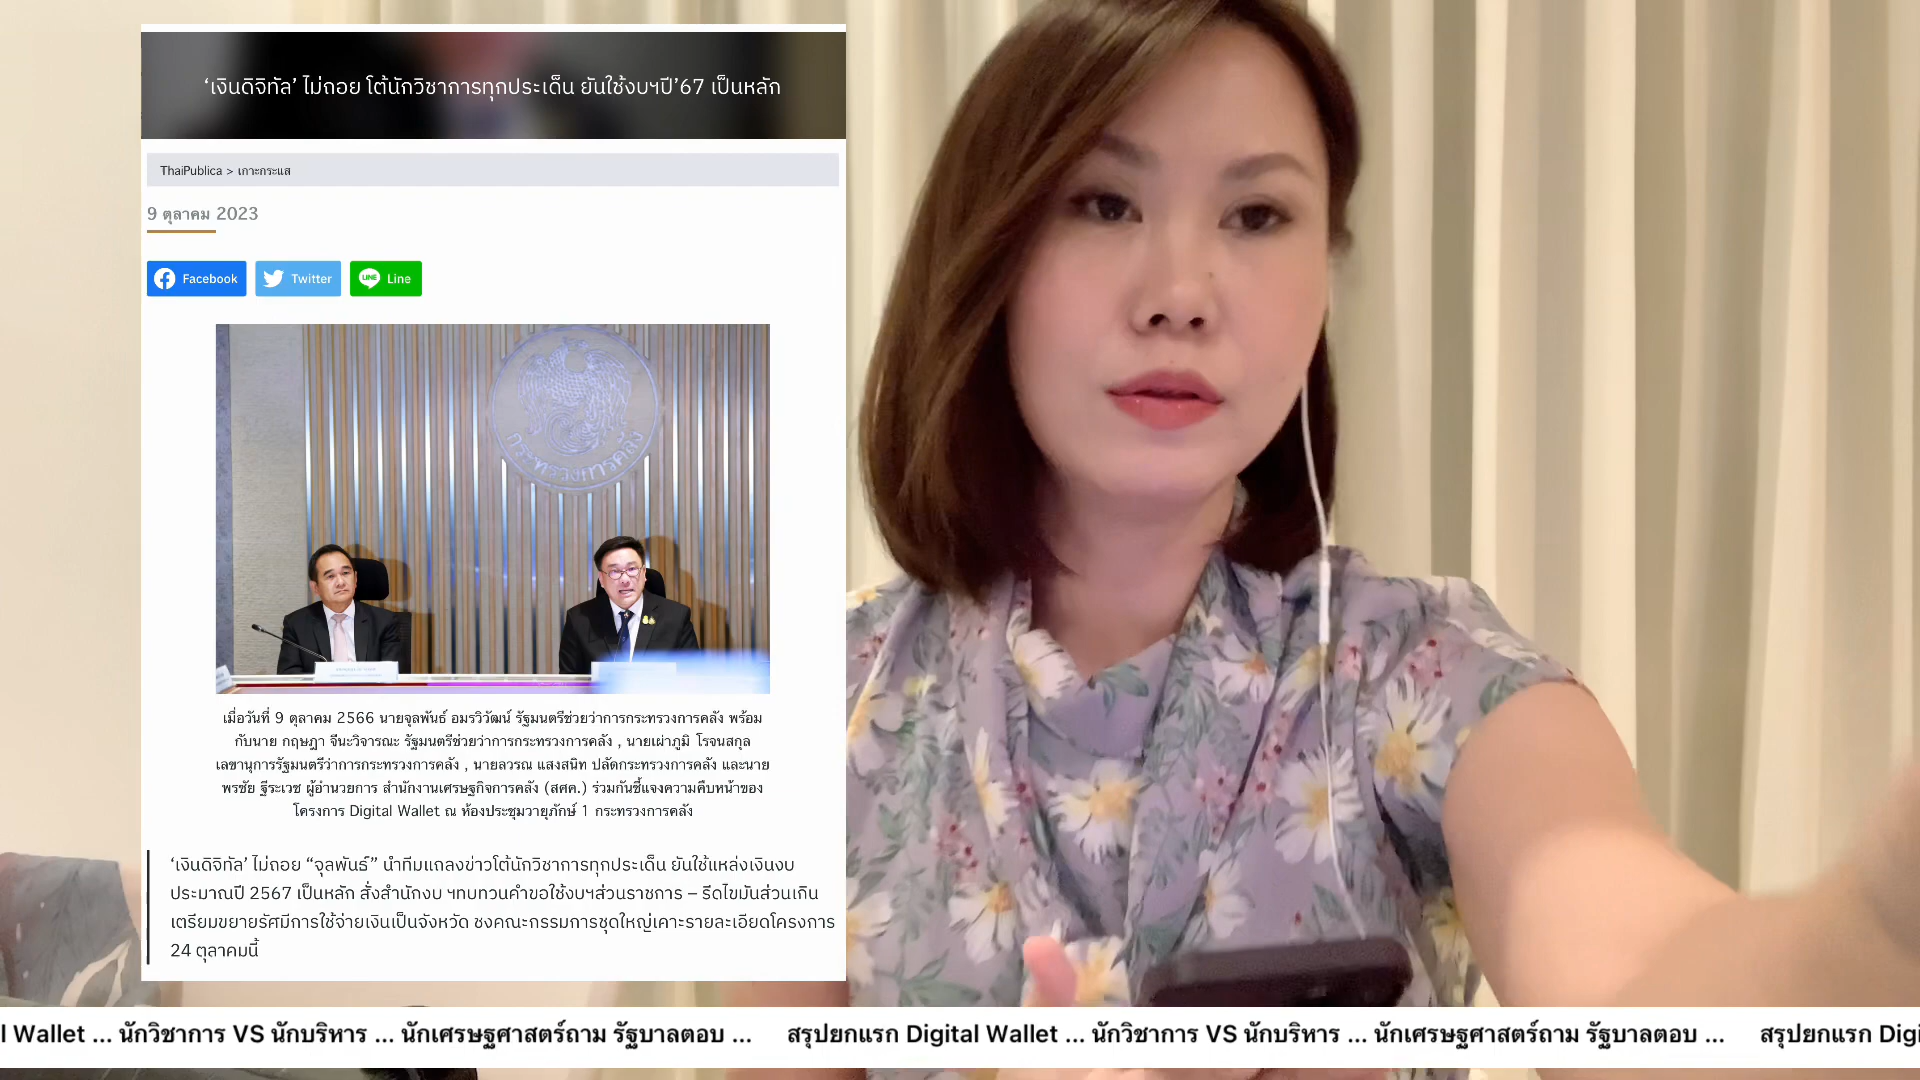 ‘เงินดิจิทัล’ ไม่ถอย โต้นักวิชาการทุกประเด็น ยันใช้งบฯปี’67 เป็นหลัก
ThaiPublica > เกาะกระแส
9 ตุลาคม 2023
Facebook Twitter LINE Line
กระทรวงการคลัง
เมื่อวันที่ 9 ตุลาคม 2566 นายจุลพันธ์ อมรวิวัฒน์ รัฐมนตรีช่วยว่าการกระทรวงการคลัง พร้อม
กับนาย กฤษฎา จีนะวิจารณะ รัฐมนตรีช่วยว่าการกระทรวงการคลัง , นายเผ่าภูมิ โรจนสกุล
เลขานุการรัฐมนตรีว่าการกระทรวงการคลัง , นายลวรณ แสงสนิท ปลัดกระทรวงการคลัง และนาย
พรชัย ฐีระเวช ผู้อำนวยการ สำนักงานเศรษฐกิจการคลัง (สศค.) ร่วมกันชี้แจงความคืบหน้าของ
โครงการ Digital Wallet ณ ห้องประชุมวายุภักษ์ 1 กระทรวงการคลัง
‘เงินดิจิทัล’ ไม่ถอย “จุลพันธ์” นำทีมแถลงข่าวโต้นักวิชาการทุกประเด็น ยันใช้แหล่งเงินงบ
ประมาณปี 2567 เป็นหลัก สั่งสำนักงบ ฯทบทวนคำขอใช้งบฯส่วนราชการ – รีดไขมันส่วนเกิน
เตรียมขยายรัศมีการใช้จ่ายเงินเป็นจังหวัด ชงคณะกรรมการชุดใหญ่เคาะรายละเอียดโครงการ
24 ตุลาคมนี้
l Wallet ... นักวิชาการ VS นักบริหาร ... นักเศรษฐศาสตร์ถาม รัฐบาลตอบ ... สรุปยกแรก Digital Wallet ... นักวิชาการ VS นักบริหาร ... นักเศรษฐศาสตร์ถาม รัฐบาลตอบ ... สรุปยกแรก Digi